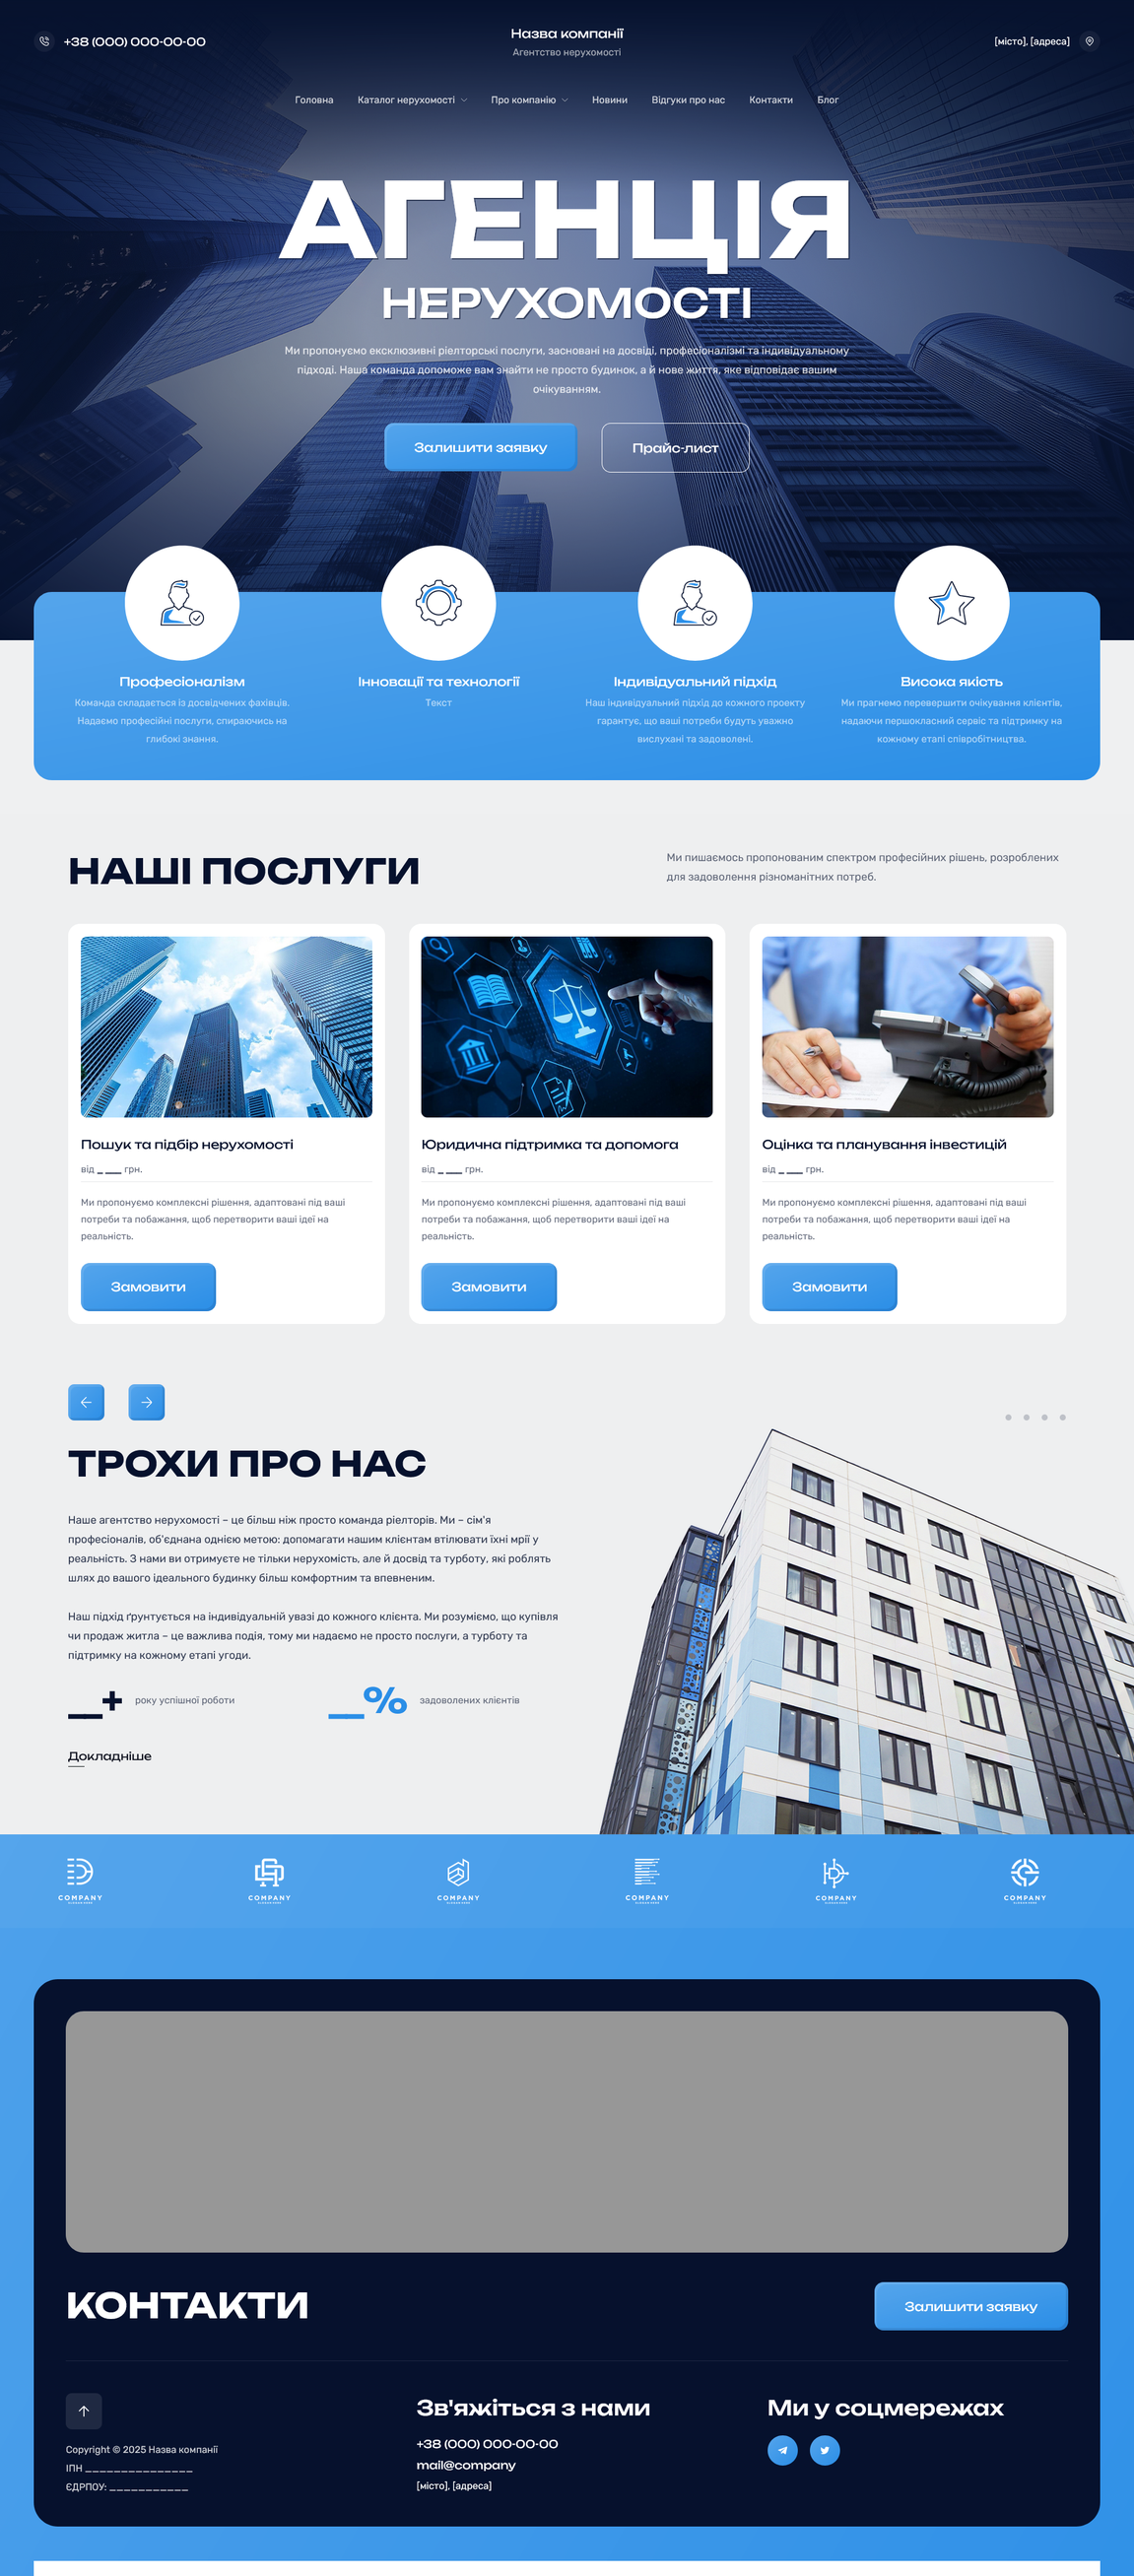 +38 (000) 000-00-00
Назва компанії
Агентство нерухомості
[місто], [адреса]
Головна Каталог нерухомості Про компанію Новини Відгуки про нас Контакти Блог
АГЕНЦІЯ
НЕРУХОМОСТІ
Ми пропонуємо ексклюзивні рієлторські послуги, засновані на досвіді, професіоналізмі та індивідуальному
підході. Наша команда допоможе вам знайти не просто будинок, а й нове життя, яке відповідає вашим
очікуванням.
Залишити заявку
Прайс-лист
Професіоналізм
Команда складається із досвідчених фахівців.
Надаємо професійні послуги, спираючись на
глибокі знання.
Інновації та технології
Текст
Індивідуальний підхід
Наш індивідуальний підхід до кожного проекту
гарантує, що ваші потреби будуть уважно
вислухані та задоволені.
Висока якість
Ми прагнемо перевершити очікування клієнтів,
надаючи першокласний сервіс та підтримку на
кожному етапі співробітництва.
НАШІ ПОСЛУГИ
Ми пишаємось пропонованим спектром професійних рішень, розроблених
для задоволення різноманітних потреб.
Пошук та підбір нерухомості
від _ ___ грн.
Ми пропонуємо комплексні рішення, адаптовані під ваші
потреби та побажання, щоб перетворити ваші ідеї на
реальність.
Замовити
Юридична підтримка та допомога
від _ ___ грн.
Ми пропонуємо комплексні рішення, адаптовані під ваші
потреби та побажання, щоб перетворити ваші ідеї на
реальність.
Замовити
Оцінка та планування інвестицій
від _ ___ грн.
Ми пропонуємо комплексні рішення, адаптовані під ваші
потреби та побажання, щоб перетворити ваші ідеї на
реальність.
Замовити
ТРОХИ ПРО НАС
Наше агентство нерухомості – це більш ніж просто команда ріелторів. Ми – сім'я
професіоналів, об'єднана однією метою: допомагати нашим клієнтам втілювати їхні мрії у
реальність. З нами ви отримуєте не тільки нерухомість, але й досвід та турботу, які роблять
шлях до вашого ідеального будинку більш комфортним та впевненим.
Наш підхід ґрунтується на індивідуальній увазі до кожного клієнта. Ми розуміємо, що купівля
чи продаж житла – це важлива подія, тому ми надаємо не просто послуги, а турботу та
підтримку на кожному етапі угоди.
__+ року успішної роботи
__% задоволених клієнтів
Докладніше
COMPANY
COMPANY
COMPANY
COMPANY
COMPANY
COMPANY
КОНТАКТИ
Залишити заявку
Copyright © 2025 Назва компанії
ІПН _______________
ЄДРПОУ: ___________
Зв'яжіться з нами
+38 (000) 000-00-00
mail@company
[місто], [адреса]
Ми у соцмережах